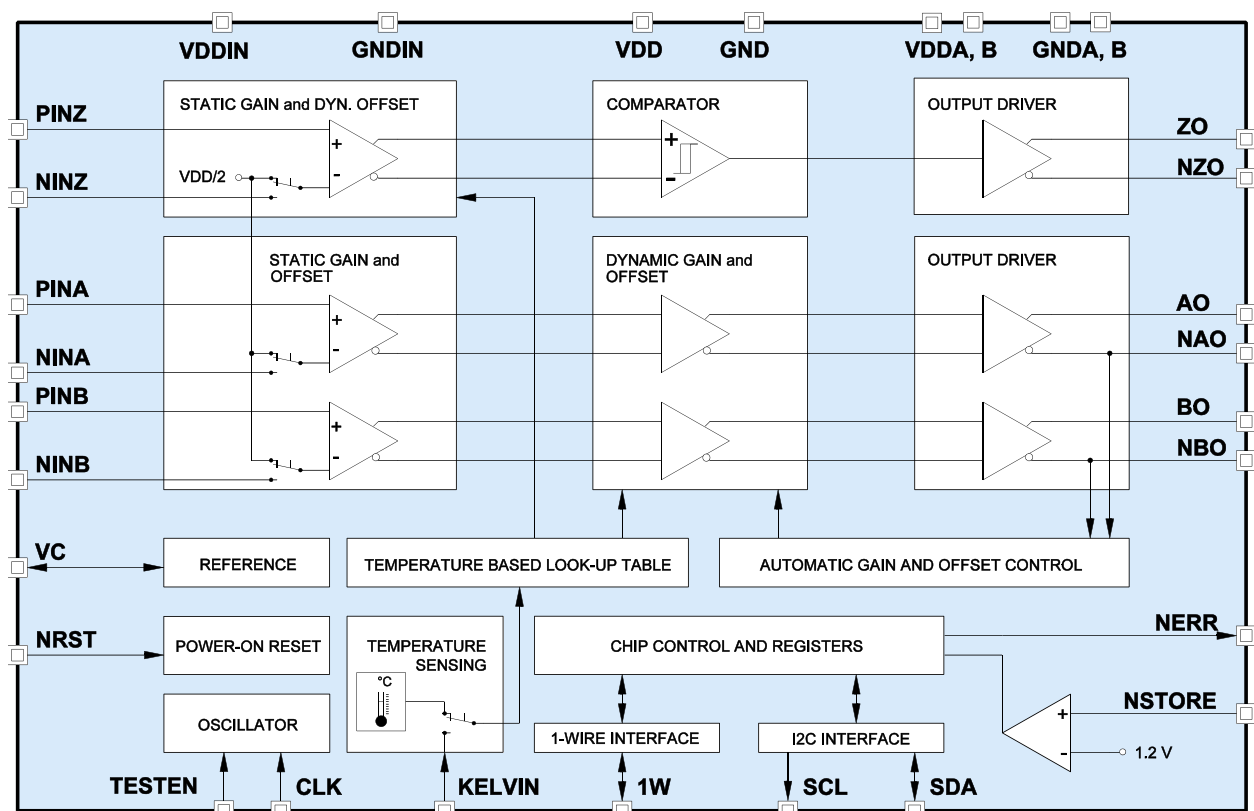 VDDIN
GNDIN
VDD
GND
VDDA, B
GNDA, B
PINZ
STATIC GAIN and DYN. OFFSET
+
-
VDD/2
NINZ
COMPARATOR
+
-
OUTPUT DRIVER
ZO
NZO
STATIC GAIN and
OFFSET
DYNAMIC GAIN and
OFFSET
OUTPUT DRIVER
PINA
+
-
NINA
AO
NAO
PINB
+
-
NINB
BO
NBO
VC
REFERENCE
TEMPERATURE BASED LOOK-UP TABLE
AUTOMATIC GAIN AND OFFSET CONTROL
NRST
POWER-ON RESET
TEMPERATURE
SENSING
°C
CHIP CONTROL AND REGISTERS
NERR
OSCILLATOR
1-WIRE INTERFACE
I2C INTERFACE
NSTORE
+
-
1.2 V
TESTEN
CLK
KELVIN
1W
SCL
SDA